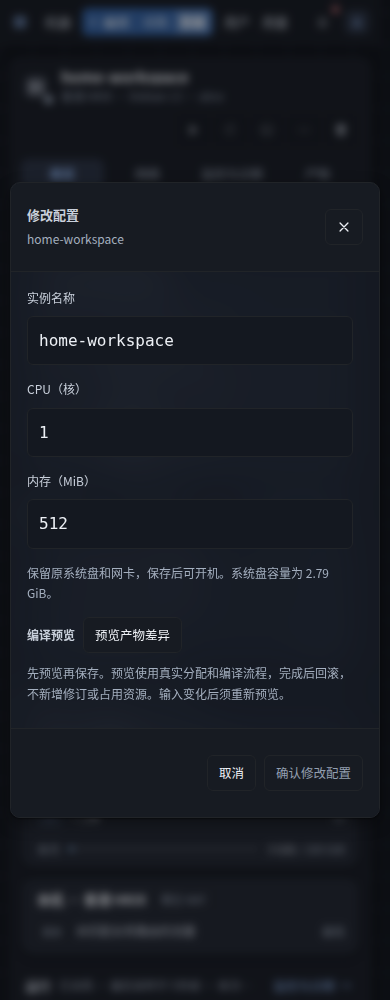 home-workspace
修改配置
home-workspace
实例名称
home-workspace
CPU（核）
1
内存（MiB）
512
保留原系统盘和网卡，保存后可开机。系统盘容量为 2.79
GiB。
编译预览 预览产物差异
先预览再保存。预览使用真实分配和编译流程，完成后回滚，
不新增修订或占用资源。输入变化后须重新预览。
取消 确认修改配置